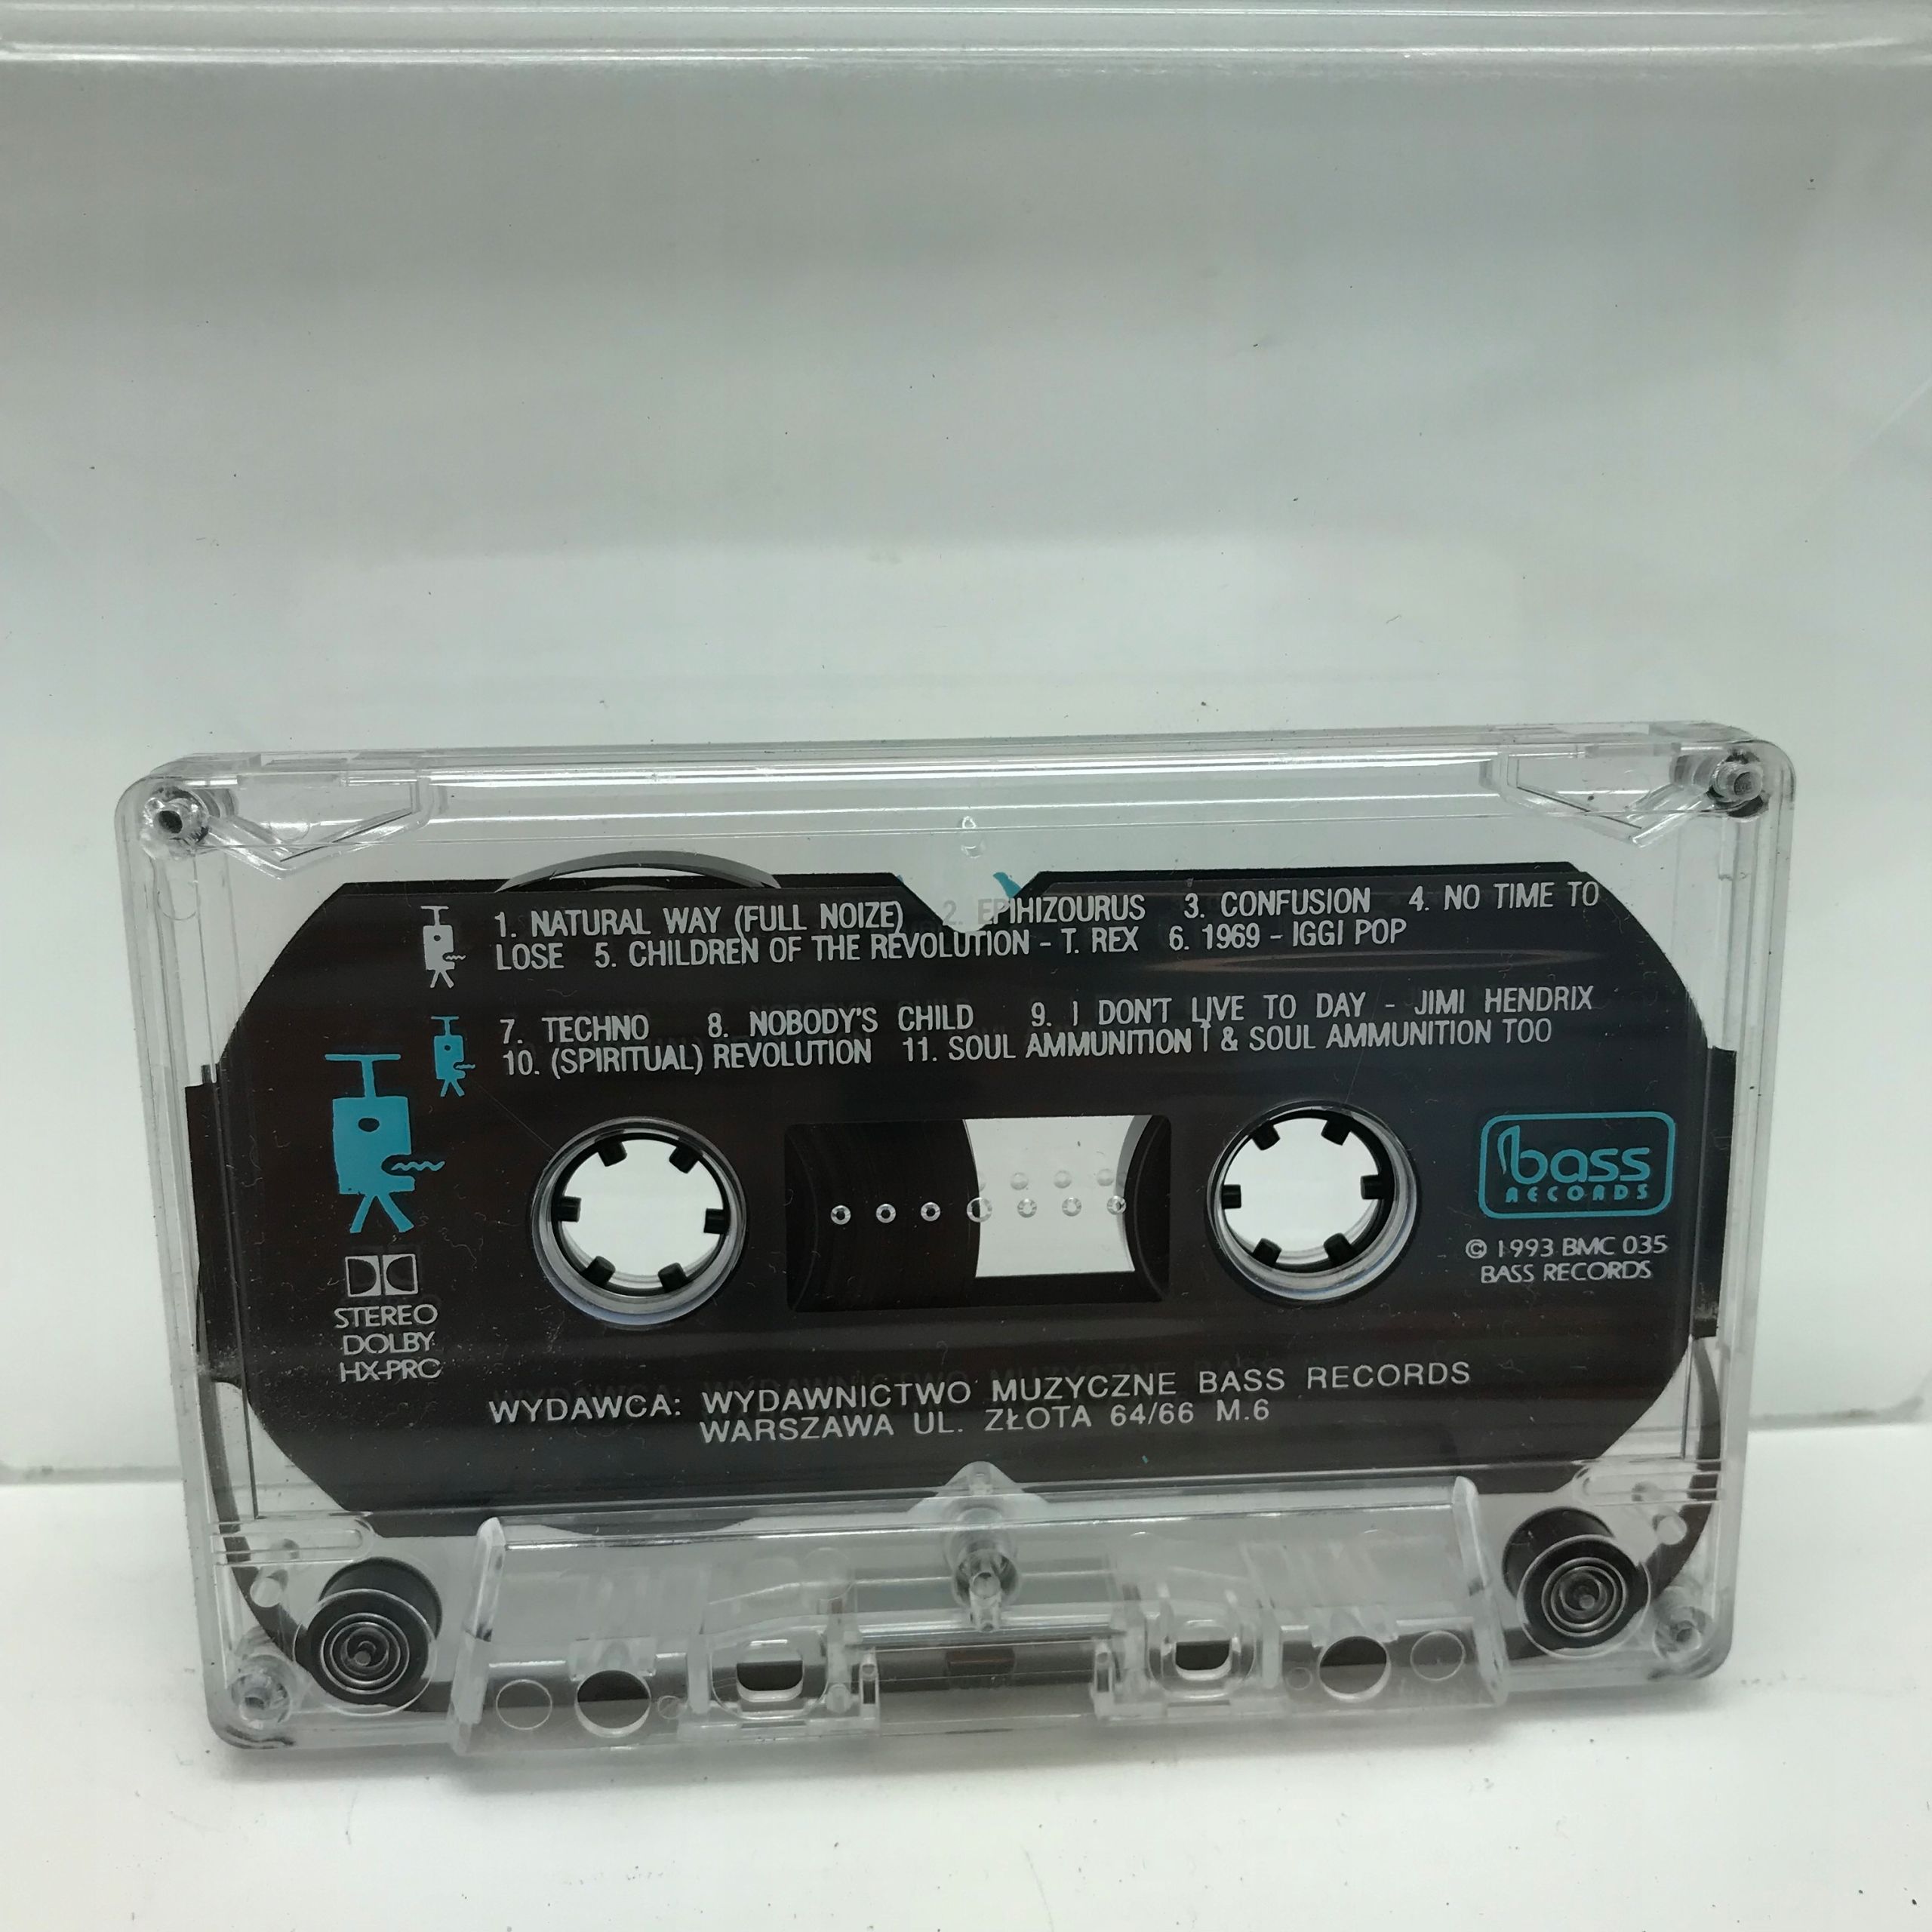 1. NATURAL WAY (FULL NOIZE) 2. EPIHIZOURUS 3. CONFUSION 4. NO TIME TO
LOSE 5. CHILDREN OF THE REVOLUTION - T. REX 6. 1969 - IGGI POP
7. TECHNO 8. NOBODY'S CHILD 9. I DON'T LIVE TO DAY - JIMI HENDRIX
10. (SPIRITUAL) REVOLUTION 11. SOUL AMMUNITION I & SOUL AMMUNITION TOO
bass
RECORDS
© 1993 BMC 035
BASS RECORDS
STEREO
DOLBY
HX-PRO
WYDAWCA: WYDAWNICTWO MUZYCZNE BASS RECORDS
WARSZAWA UL. ZŁOTA 64/66 M.6